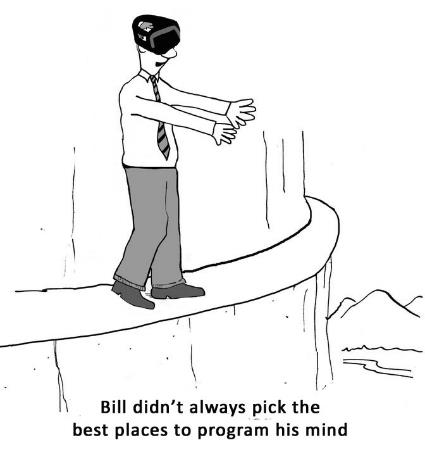 Bill didn't always pick the
best places to program his mind